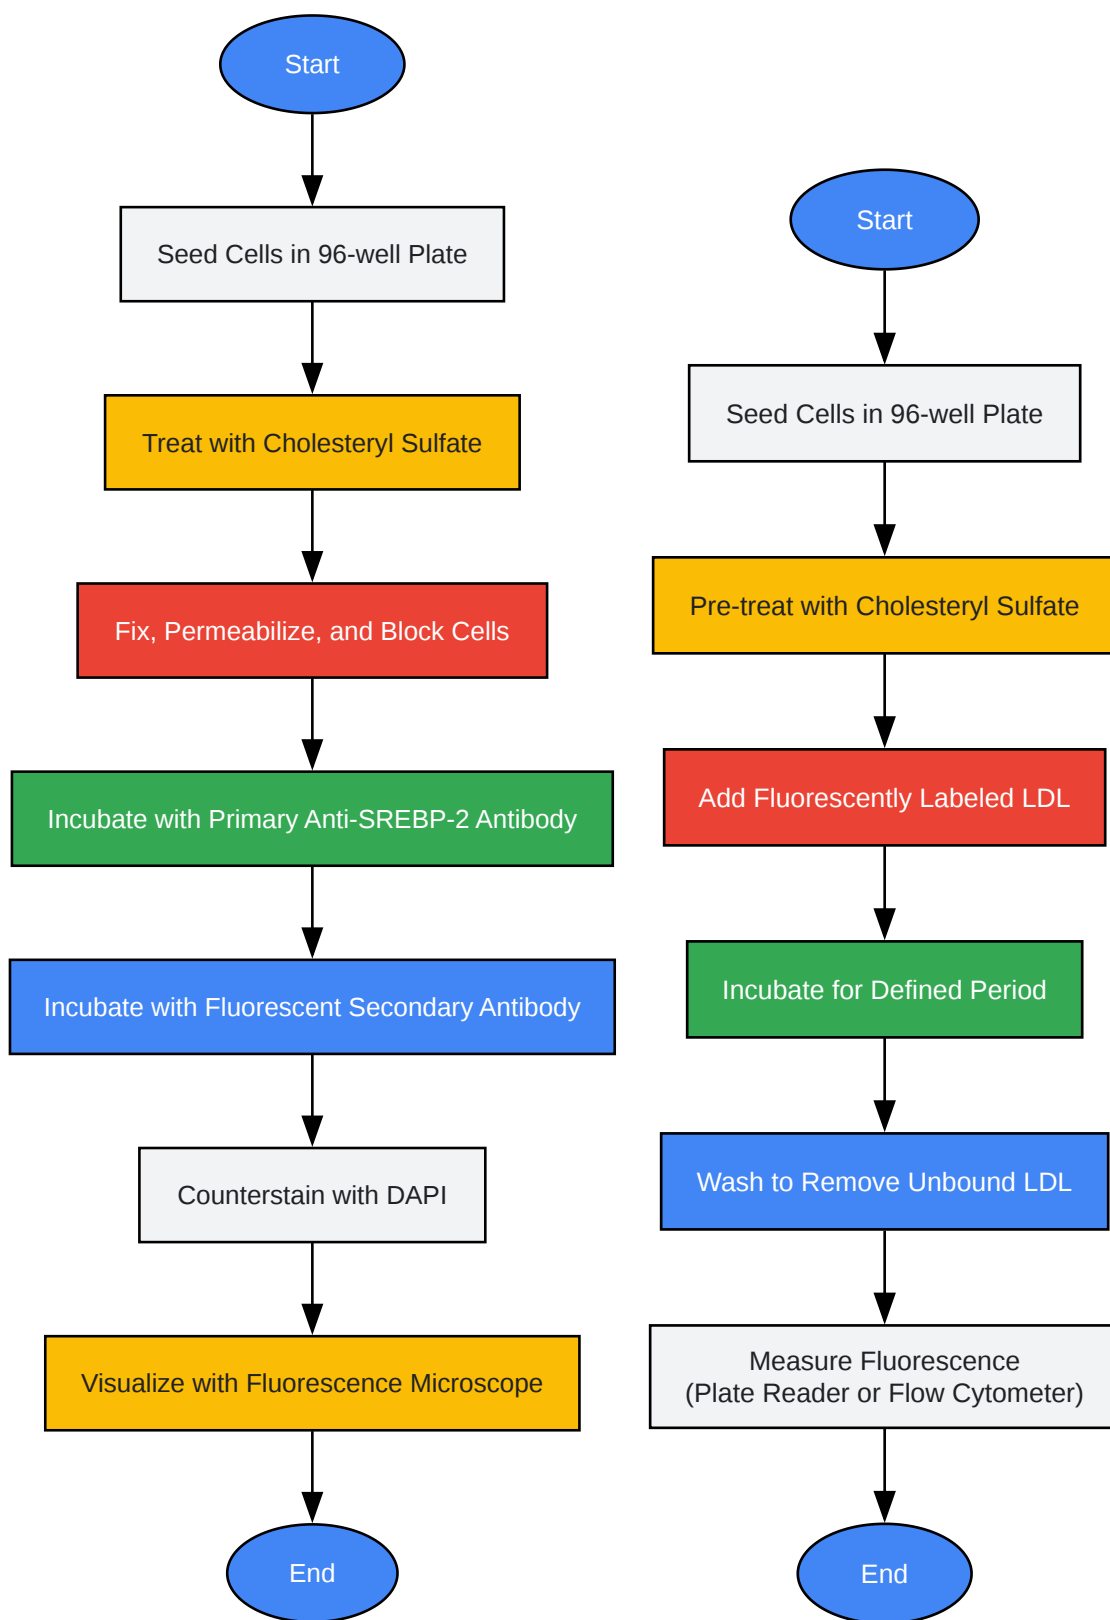 Start
Seed Cells in 96-well Plate
Treat with Cholesteryl Sulfate
Fix, Permeabilize, and Block Cells
Incubate with Primary Anti-SREBP-2 Antibody
Incubate with Fluorescent Secondary Antibody
Counterstain with DAPI
Visualize with Fluorescence Microscope
End
Start
Seed Cells in 96-well Plate
Pre-treat with Cholesteryl Sulfate
Add Fluorescently Labeled LDL
Incubate for Defined Period
Wash to Remove Unbound LDL
Measure Fluorescence
(Plate Reader or Flow Cytometer)
End